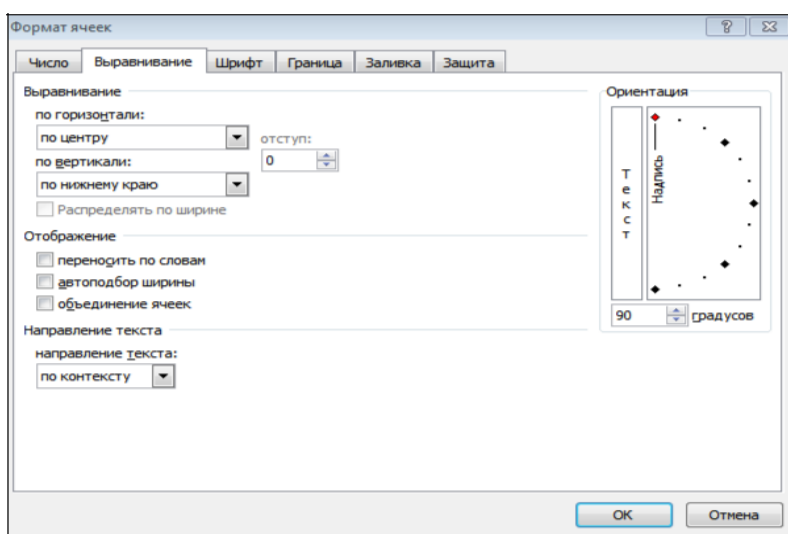 Формат ячеек
Число Выравнивание Шрифт Граница Заливка Защита
Выравнивание
по горизонтали:
по центру
отступ:
0
по вертикали:
по нижнему краю
Распределять по ширине
Отображение
переносить по словам
автоподбор ширины
объединение ячеек
Направление текста
направление текста:
по контексту
Ориентация
Текст
Надпись
90 градусов
ОК Отмена